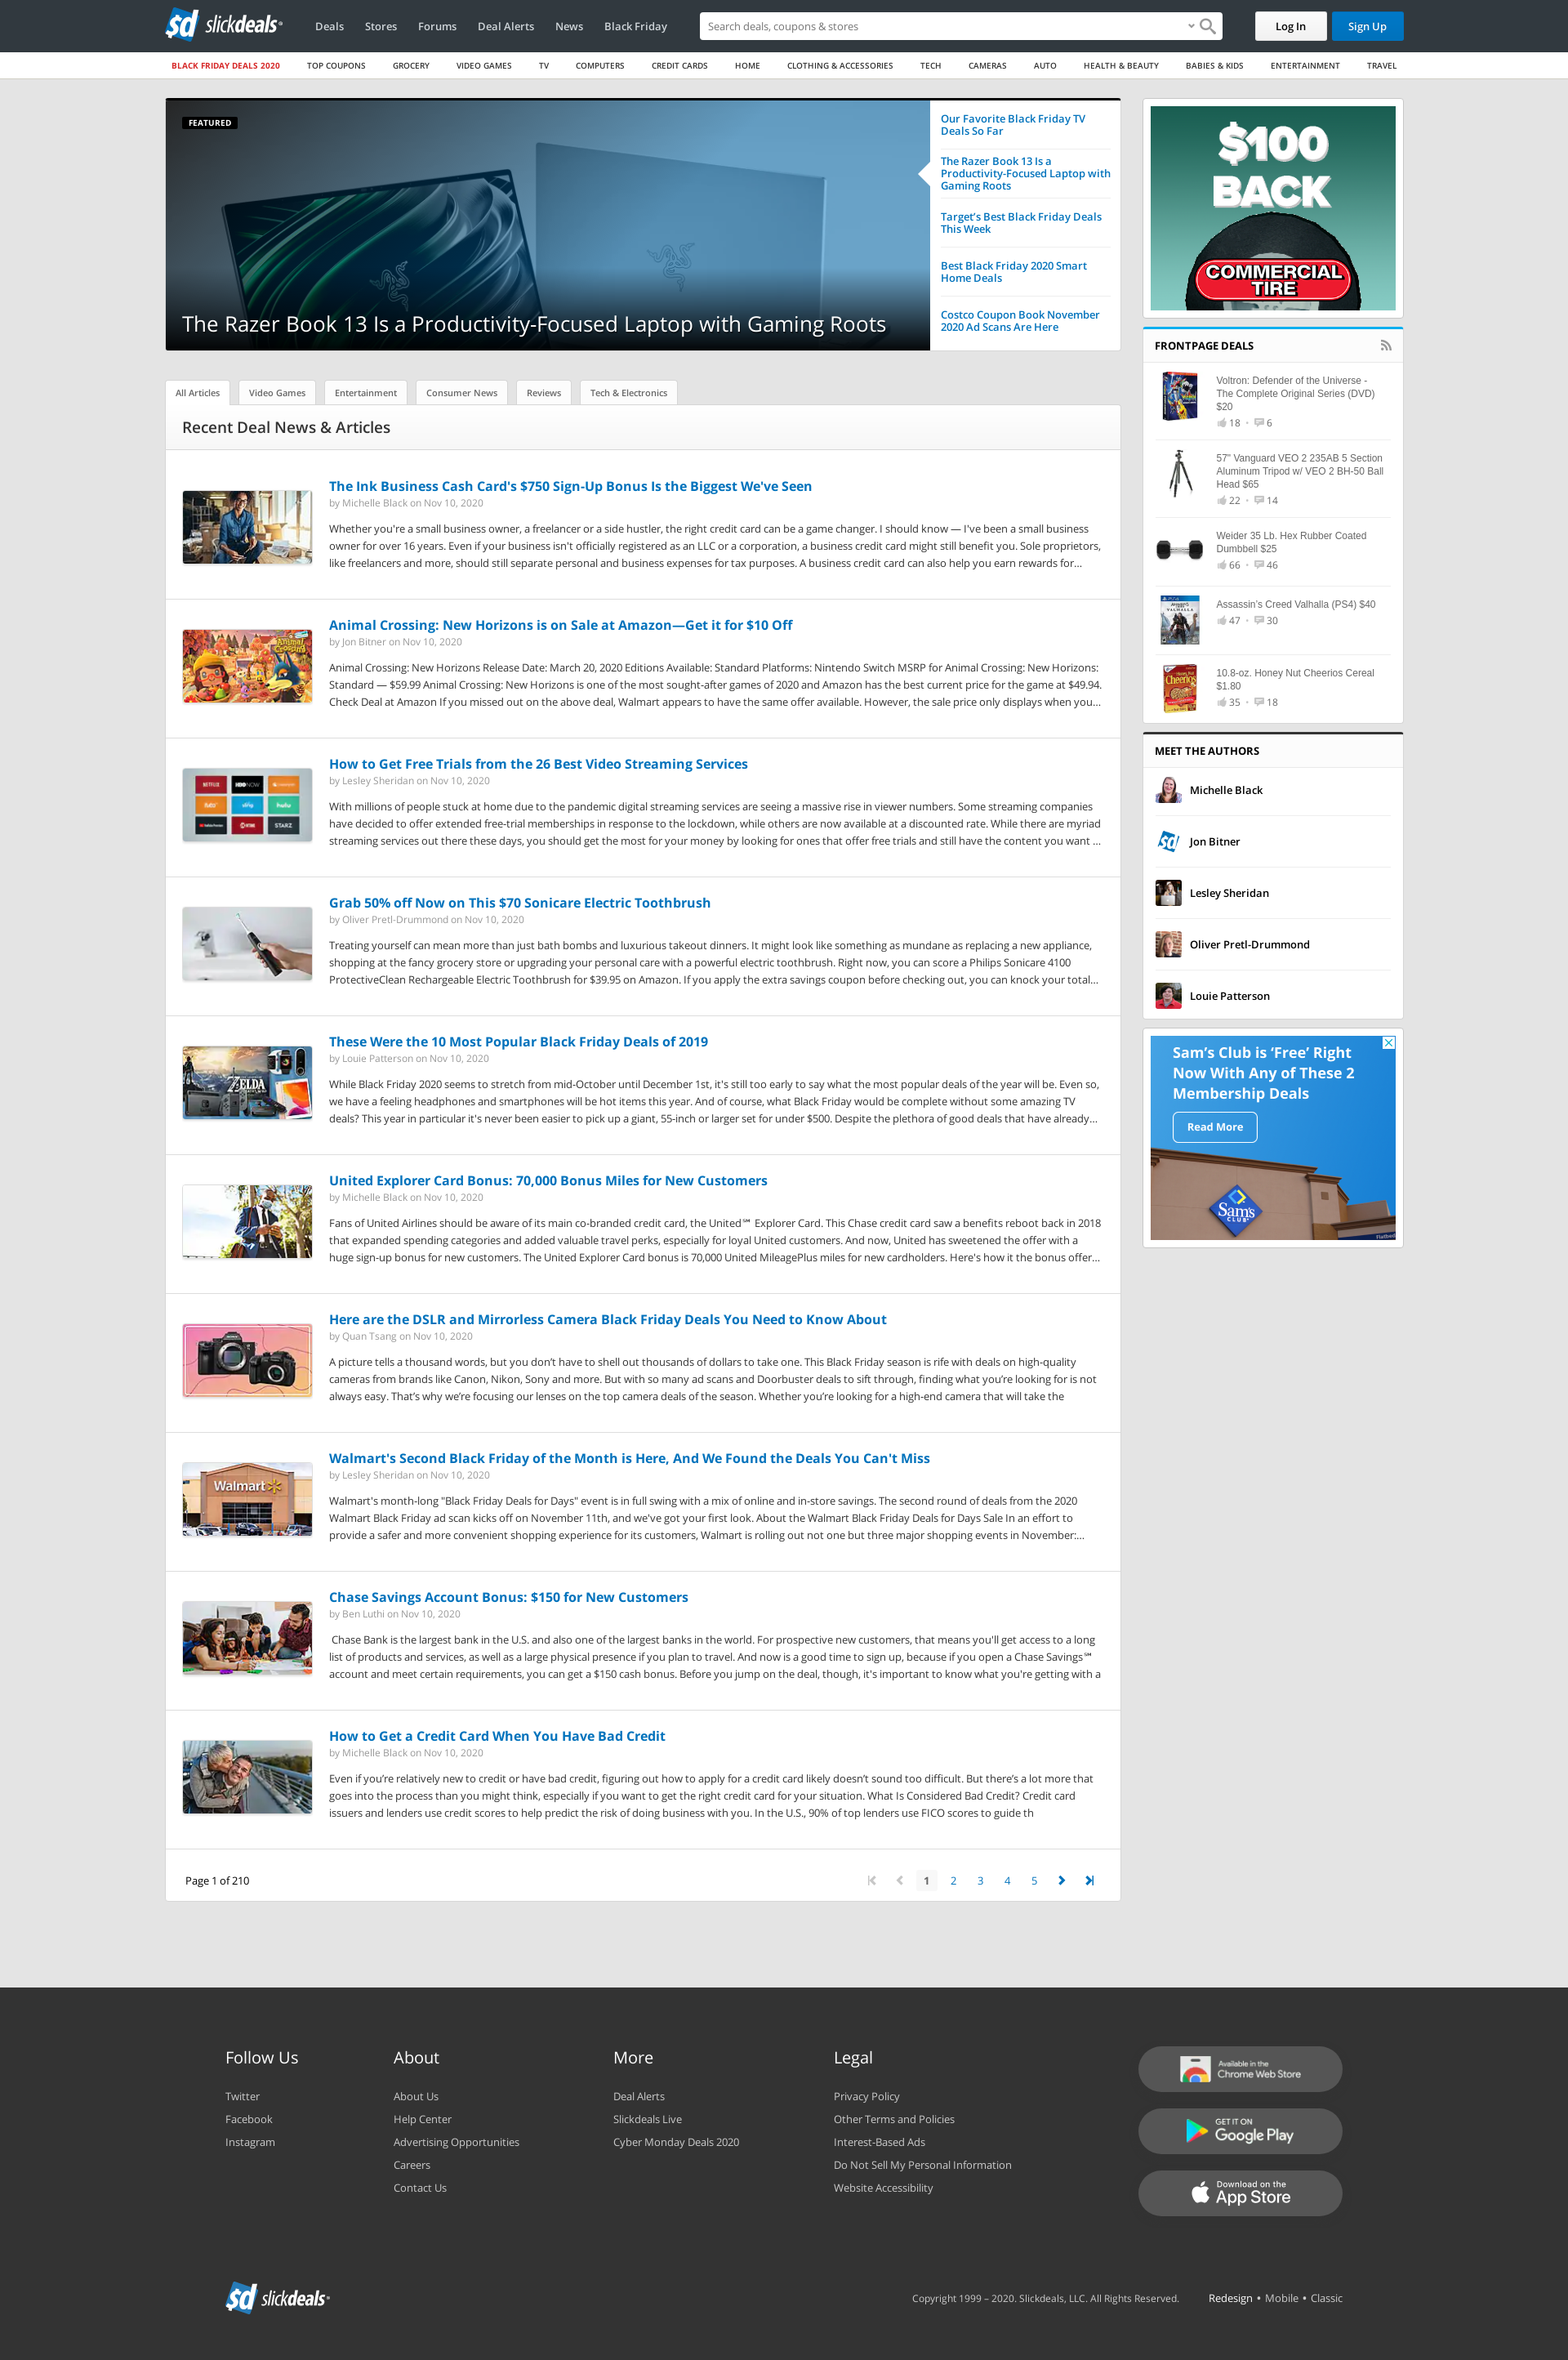 sd slickdeals
Deals Stores Forums Deal Alerts News Black Friday
Search deals, coupons & stores
Log In
Sign Up
BLACK FRIDAY DEALS 2020 TOP COUPONS GROCERY VIDEO GAMES TV COMPUTERS CREDIT CARDS HOME CLOTHING & ACCESSORIES TECH CAMERAS AUTO HEALTH & BEAUTY BABIES & KIDS ENTERTAINMENT TRAVEL
FEATURED
The Razer Book 13 Is a Productivity-Focused Laptop with Gaming Roots
Our Favorite Black Friday TV
Deals So Far
The Razer Book 13 Is a
Productivity-Focused Laptop with
Gaming Roots
Target's Best Black Friday Deals
This Week
Best Black Friday 2020 Smart
Home Deals
Costco Coupon Book November
2020 Ad Scans Are Here
All Articles Video Games Entertainment Consumer News Reviews Tech & Electronics
Recent Deal News & Articles
The Ink Business Cash Card's $750 Sign-Up Bonus Is the Biggest We've Seen
by Michelle Black on Nov 10, 2020
Whether you're a small business owner, a freelancer or a side hustler, the right credit card can be a game changer. I should know — I've been a small business
owner for over 16 years. Even if your business isn't officially registered as an LLC or a corporation, a business credit card might still benefit you. Sole proprietors,
like freelancers and more, should still separate personal and business expenses for tax purposes. A business credit card can also help you earn rewards for...
Animal Crossing
Animal Crossing: New Horizons is on Sale at Amazon—Get it for $10 Off
by Jon Bitner on Nov 10, 2020
Animal Crossing: New Horizons Release Date: March 20, 2020 Editions Available: Standard Platforms: Nintendo Switch MSRP for Animal Crossing: New Horizons:
Standard — $59.99 Animal Crossing: New Horizons is one of the most sought-after games of 2020 and Amazon has the best current price for the game at $49.94.
Check Deal at Amazon If you missed out on the above deal, Walmart appears to have the same offer available. However, the sale price only displays when you...
NETFLIX HBO NOW
hulu
STARZ
How to Get Free Trials from the 26 Best Video Streaming Services
by Lesley Sheridan on Nov 10, 2020
With millions of people stuck at home due to the pandemic digital streaming services are seeing a massive rise in viewer numbers. Some streaming companies
have decided to offer extended free-trial memberships in response to the lockdown, while others are now available at a discounted rate. While there are myriad
streaming services out there these days, you should get the most for your money by looking for ones that offer free trials and still have the content you want ...
Grab 50% off Now on This $70 Sonicare Electric Toothbrush
by Oliver Pretl-Drummond on Nov 10, 2020
Treating yourself can mean more than just bath bombs and luxurious takeout dinners. It might look like something as mundane as replacing a new appliance,
shopping at the fancy grocery store or upgrading your personal care with a powerful electric toothbrush. Right now, you can score a Philips Sonicare 4100
ProtectiveClean Rechargeable Electric Toothbrush for $39.95 on Amazon. If you apply the extra savings coupon before checking out, you can knock your total...
ZELDA
These Were the 10 Most Popular Black Friday Deals of 2019
by Louie Patterson on Nov 10, 2020
While Black Friday 2020 seems to stretch from mid-October until December 1st, it's still too early to say what the most popular deals of the year will be. Even so,
we have a feeling headphones and smartphones will be hot items this year. And of course, what Black Friday would be complete without some amazing TV
deals? This year in particular it's never been easier to pick up a giant, 55-inch or larger set for under $500. Despite the plethora of good deals that have already...
United Explorer Card Bonus: 70,000 Bonus Miles for New Customers
by Michelle Black on Nov 10, 2020
Fans of United Airlines should be aware of its main co-branded credit card, the United℠ Explorer Card. This Chase credit card saw a benefits reboot back in 2018
that expanded spending categories and added valuable travel perks, especially for loyal United customers. And now, United has sweetened the offer with a
huge sign-up bonus for new customers. The United Explorer Card bonus is 70,000 United MileagePlus miles for new cardholders. Here's how it the bonus offer...
Here are the DSLR and Mirrorless Camera Black Friday Deals You Need to Know About
by Quan Tsang on Nov 10, 2020
A picture tells a thousand words, but you don't have to shell out thousands of dollars to take one. This Black Friday season is rife with deals on high-quality
cameras from brands like Canon, Nikon, Sony and more. But with so many ad scans and Doorbuster deals to sift through, finding what you're looking for is not
always easy. That's why we're focusing our lenses on the top camera deals of the season. Whether you're looking for a high-end camera that will take the
Walmart
Walmart's Second Black Friday of the Month is Here, And We Found the Deals You Can't Miss
by Lesley Sheridan on Nov 10, 2020
Walmart's month-long "Black Friday Deals for Days" event is in full swing with a mix of online and in-store savings. The second round of deals from the 2020
Walmart Black Friday ad scan kicks off on November 11th, and we've got your first look. About the Walmart Black Friday Deals for Days Sale In an effort to
provide a safer and more convenient shopping experience for its customers, Walmart is rolling out not one but three major shopping events in November:...
Chase Savings Account Bonus: $150 for New Customers
by Ben Luthi on Nov 10, 2020
Chase Bank is the largest bank in the U.S. and also one of the largest banks in the world. For prospective new customers, that means you'll get access to a long
list of products and services, as well as a large physical presence if you plan to travel. And now is a good time to sign up, because if you open a Chase Savings℠
account and meet certain requirements, you can get a $150 cash bonus. Before you jump on the deal, though, it's important to know what you're getting with a
How to Get a Credit Card When You Have Bad Credit
by Michelle Black on Nov 10, 2020
Even if you're relatively new to credit or have bad credit, figuring out how to apply for a credit card likely doesn't sound too difficult. But there's a lot more that
goes into the process than you might think, especially if you want to get the right credit card for your situation. What Is Considered Bad Credit? Credit card
issuers and lenders use credit scores to help predict the risk of doing business with you. In the U.S., 90% of top lenders use FICO scores to guide th
Page 1 of 210
1 2 3 4 5
$100
BACK
COMMERCIAL
TIRE
FRONTPAGE DEALS
Voltron: Defender of the Universe -
The Complete Original Series (DVD)
$20
18 • 6
57" Vanguard VEO 2 235AB 5 Section
Aluminum Tripod w/ VEO 2 BH-50 Ball
Head $65
22 • 14
Weider 35 Lb. Hex Rubber Coated
Dumbbell $25
66 • 46
VALHALLA
Assassin's Creed Valhalla (PS4) $40
47 • 30
Cheerios
10.8-oz. Honey Nut Cheerios Cereal
$1.80
35 • 18
MEET THE AUTHORS
Michelle Black
sd
Jon Bitner
Lesley Sheridan
Oliver Pretl-Drummond
Louie Patterson
Sam's Club is 'Free' Right
Now With Any of These 2
Membership Deals
Read More
Sam's
CLUB
Follow Us
Twitter
Facebook
Instagram
About
About Us
Help Center
Advertising Opportunities
Careers
Contact Us
More
Deal Alerts
Slickdeals Live
Cyber Monday Deals 2020
Legal
Privacy Policy
Other Terms and Policies
Interest-Based Ads
Do Not Sell My Personal Information
Website Accessibility
Available in the
Chrome Web Store
GET IT ON
Google Play
Download on the
App Store
sd slickdeals
Copyright 1999 – 2020. Slickdeals, LLC. All Rights Reserved.
Redesign • Mobile • Classic